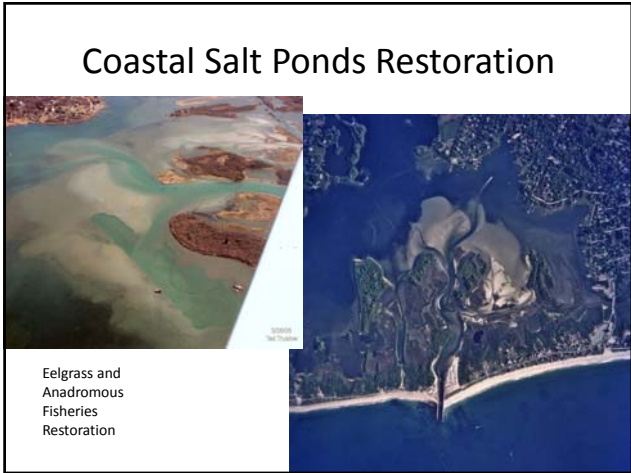 Coastal Salt Ponds Restoration
Eelgrass and
Anadromous
Fisheries
Restoration